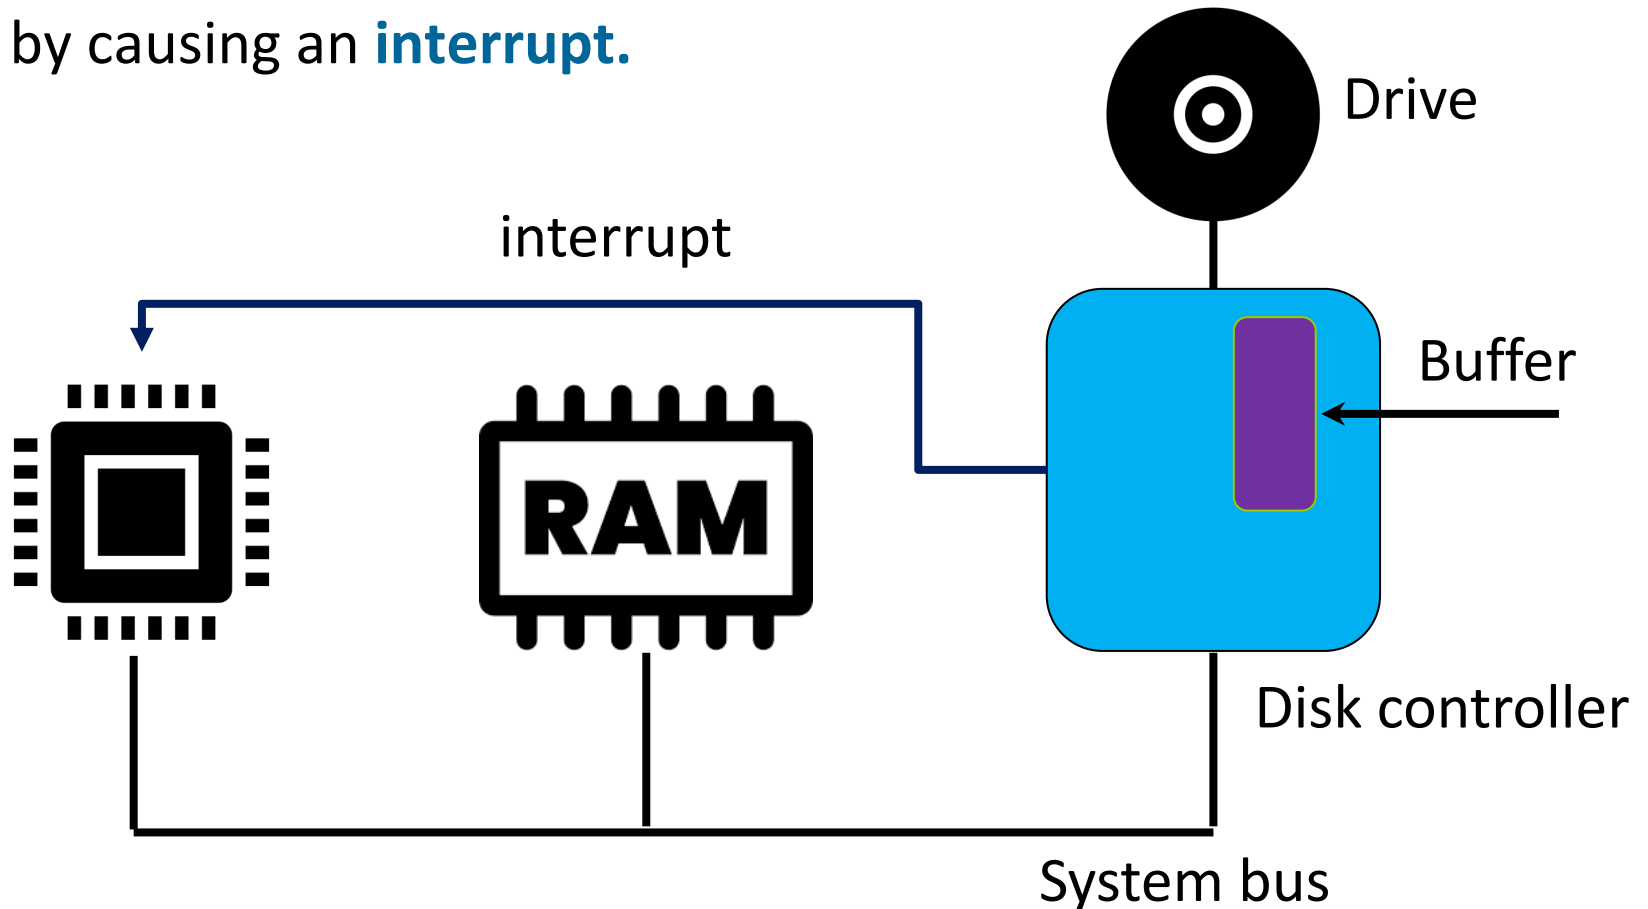 by causing an interrupt.
Drive
interrupt
Buffer
RAM
Disk controller
System bus